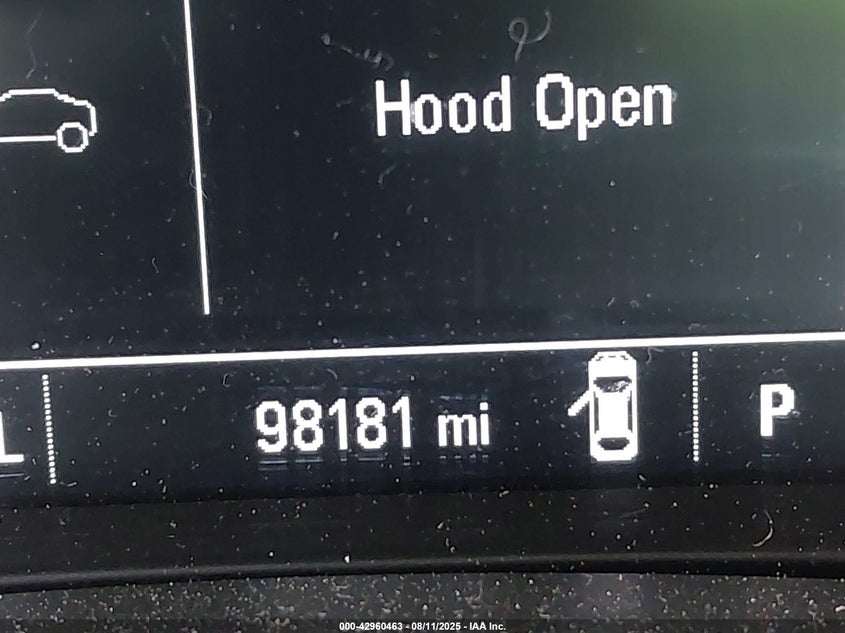 Hood Open
L
98181 mi
P
000-42960463 - 08/11/2025 - IAA Inc.